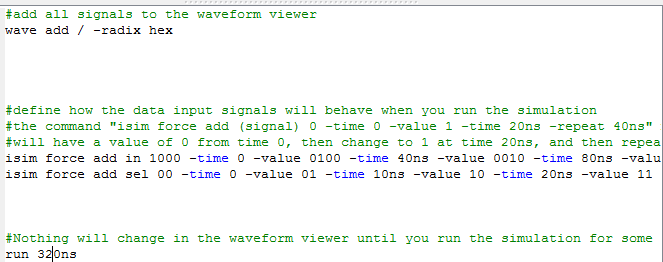 #add all signals to the waveform viewer
wave add / -radix hex
#define how the data input signals will behave when you run the simulation
#the command "isim force add (signal) 0 -time 0 -value 1 -time 20ns -repeat 40ns"
#will have a value of 0 from time 0, then change to 1 at time 20ns, and then repea
isim force add in 1000 -time 0 -value 0100 -time 40ns -value 0010 -time 80ns -valu
isim force add sel 00 -time 0 -value 01 -time 10ns -value 10 -time 20ns -value 11
#Nothing will change in the waveform viewer until you run the simulation for some
run 320ns